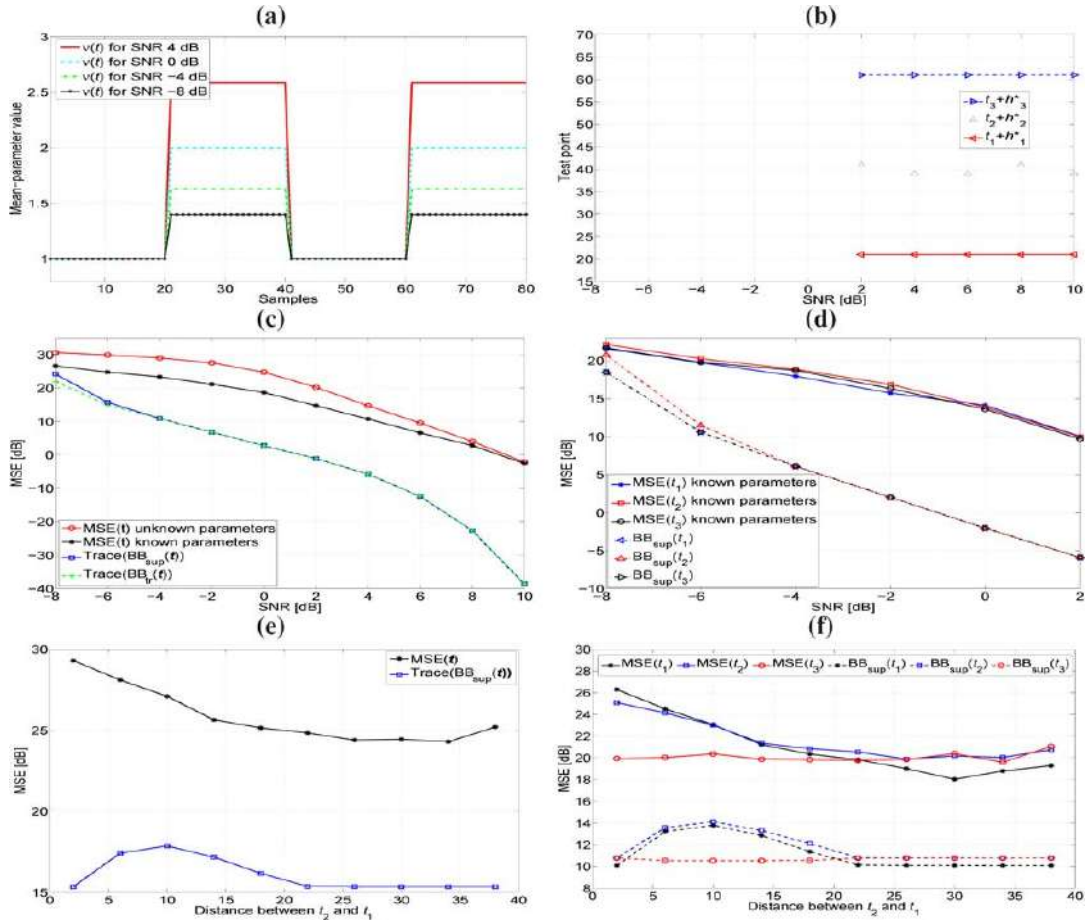 (a)
Mean-parameter value
3
2.5
2
1.5
1
v(t) for SNR 4 dB
v(t) for SNR 0 dB
v(t) for SNR −4 dB
v(t) for SNR −8 dB
10 20 30 40 50 60 70 80
Samples
(b)
Test point
70
65
60
55
50
45
40
35
30
25
20
15
t3+h*3
t2+h*2
t1+h*1
−8 −6 −4 −2 0 2 4 6 8 10
SNR [dB]
(c)
MSE [dB]
30
20
10
0
−10
−20
−30
−40
MSE(t) unknown parameters
MSE(t) known parameters
Trace(BBsup(t))
Trace(BBtr(t))
−8 −6 −4 −2 0 2 4 6 8 10
SNR [dB]
(d)
MSE [dB]
20
15
10
5
0
−5
−10
MSE(t1) known parameters
MSE(t2) known parameters
MSE(t3) known parameters
BBsup(t1)
BBsup(t2)
BBsup(t3)
−8 −6 −4 −2 0 2
SNR [dB]
(e)
MSE [dB]
30
25
20
15
MSE(t)
Trace(BBsup(t))
0 5 10 15 20 25 30 35 40
Distance between t2 and t1
(f)
MSE [dB]
30
28
26
24
22
20
18
16
14
12
10
8
MSE(t1) MSE(t2) MSE(t3) BBsup(t1) BBsup(t2) BBsup(t3)
0 5 10 15 20 25 30 35 40
Distance between t2 and t1